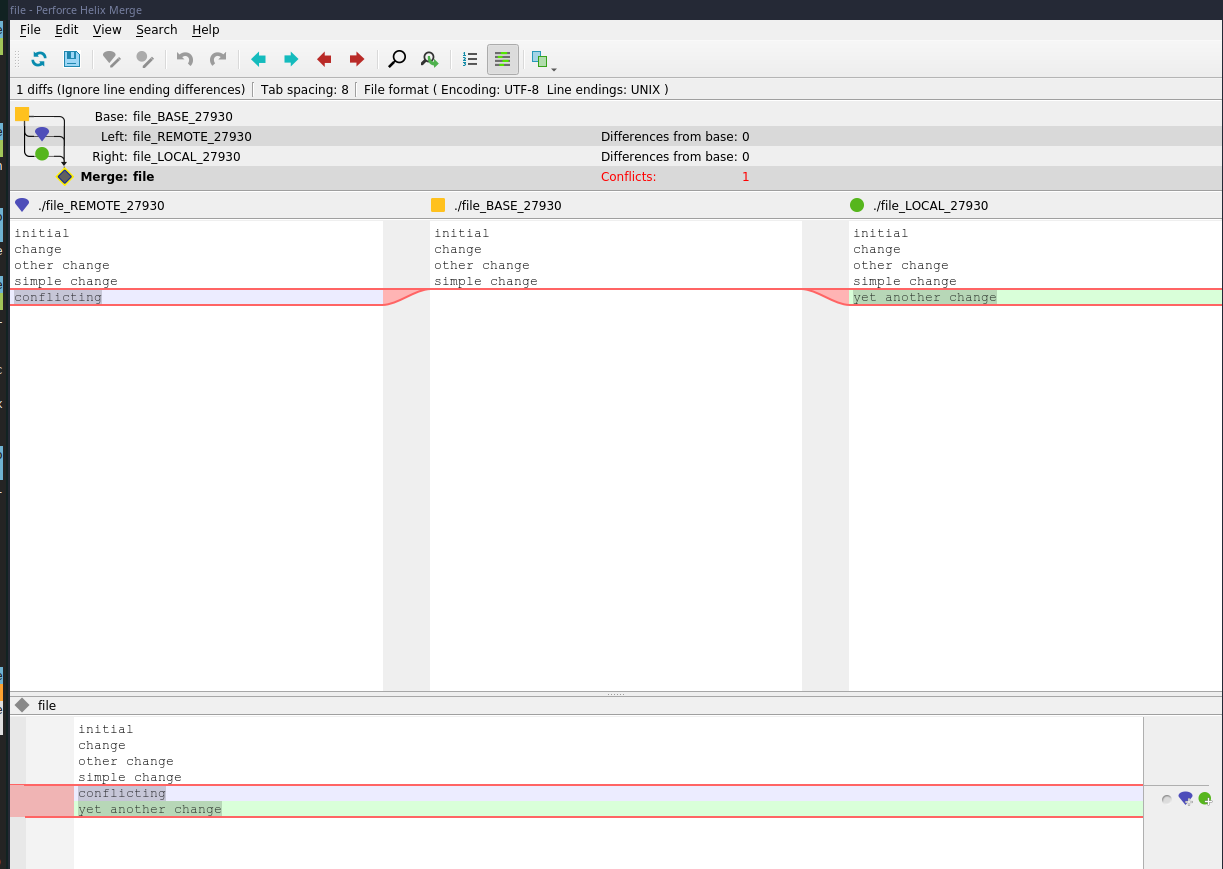 file - Perforce Helix Merge
File Edit View Search Help
1 diffs (Ignore line ending differences) Tab spacing: 8 File format ( Encoding: UTF-8 Line endings: UNIX )
Base: file_BASE_27930
Left: file_REMOTE_27930 Differences from base: 0
Right: file_LOCAL_27930 Differences from base: 0
Merge: file Conflicts: 1
./file_REMOTE_27930 ./file_BASE_27930 ./file_LOCAL_27930
initial initial initial
change change change
other change other change other change
simple change simple change simple change
conflicting yet another change
file
initial
change
other change
simple change
conflicting
yet another change